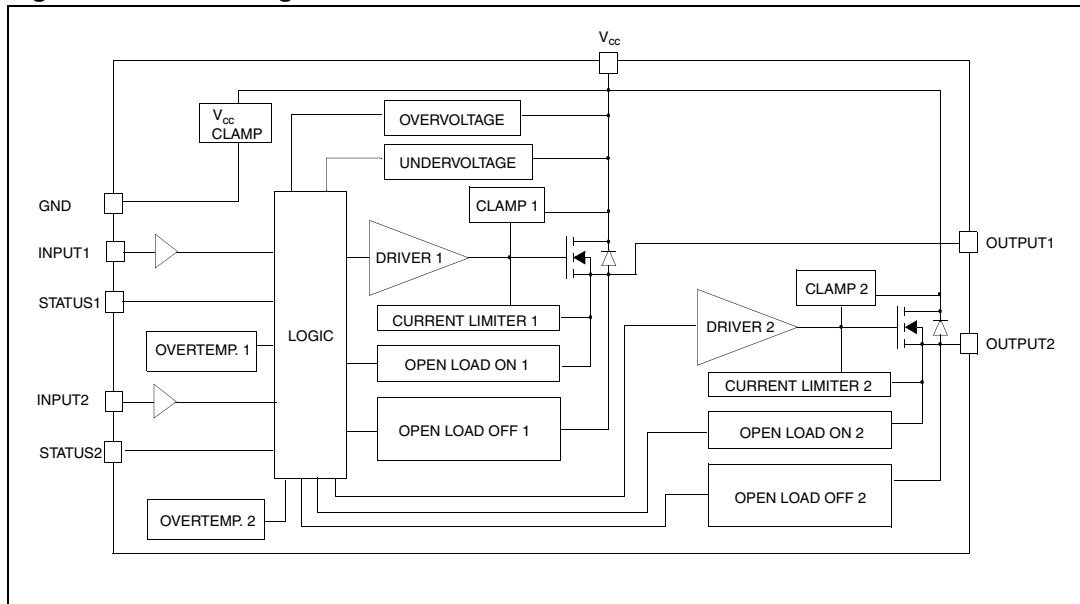 Vcc
Vcc
CLAMP
OVERVOLTAGE
UNDERVOLTAGE
GND
CLAMP 1
INPUT1
DRIVER 1
OUTPUT1
STATUS1
CLAMP 2
LOGIC
CURRENT LIMITER 1
DRIVER 2
OVERTEMP. 1
OUTPUT2
OPEN LOAD ON 1
CURRENT LIMITER 2
INPUT2
OPEN LOAD OFF 1
OPEN LOAD ON 2
STATUS2
OPEN LOAD OFF 2
OVERTEMP. 2